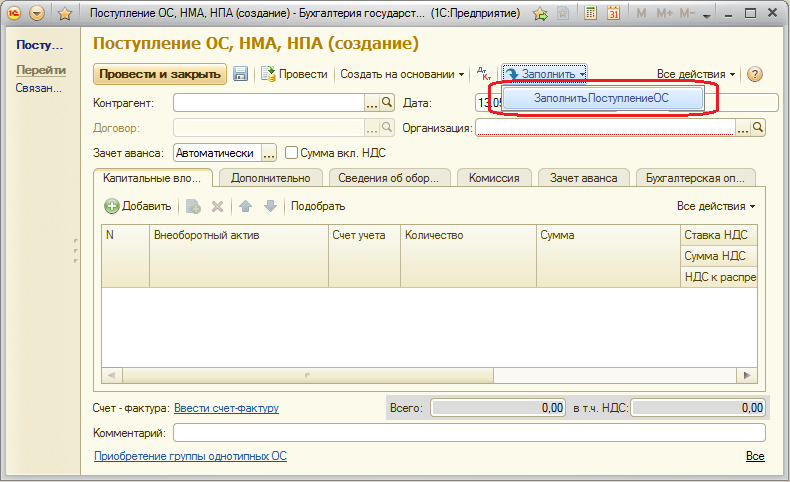 Поступление ОС, НМА, НПА (создание) - Бухгалтерия государст... (1С:Предприятие)
M M+ M-
Посту...
Перейти
Связан...
Поступление ОС, НМА, НПА (создание)
Провести и закрыть Провести Создать на основании Дт Кт Заполнить Все действия ?
ЗаполнитьПоступлениеОС
Контрагент: ... Дата: 13.05
Договор: ... Организация: ...
Зачет аванса: Автоматически ... Сумма вкл. НДС
Капитальные вло... Дополнительно Сведения об обор... Комиссия Зачет аванса Бухгалтерская оп...
Добавить Подобрать Все действия
N Внеоборотный актив Счет учета Количество Сумма Ставка НДС
Сумма НДС
НДС к распре
Счет - фактура: Ввести счет-фактуру Всего: 0,00 в т.ч. НДС: 0,00
Комментарий:
Приобретение группы однотипных ОС Все